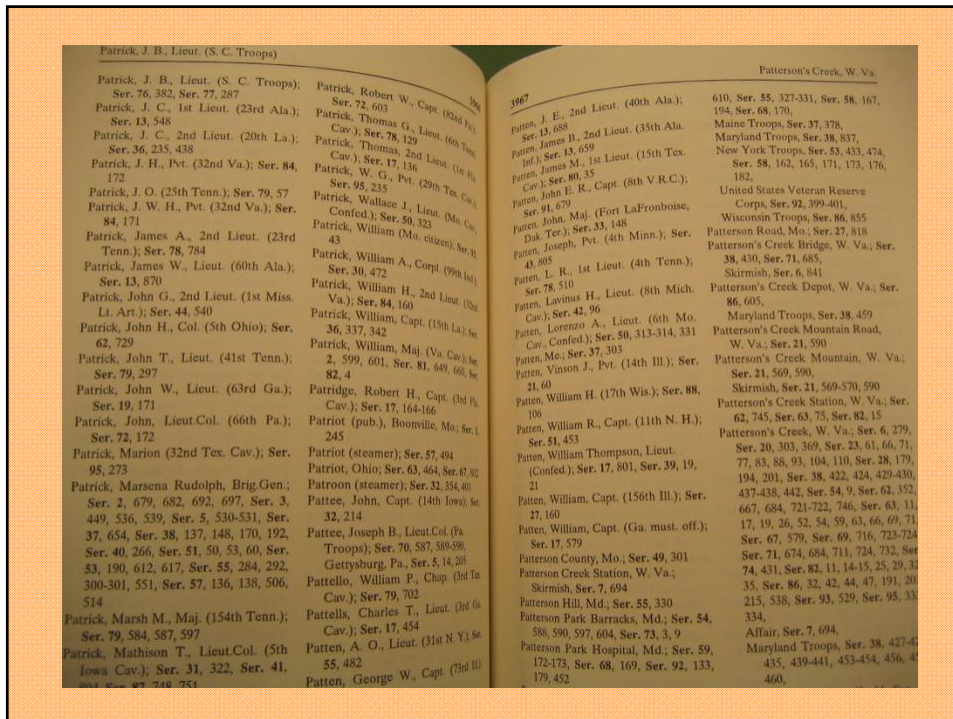 Patrick, J. B., Lieut. (S. C. Troops)
Patrick, J. B., Lieut. (S. C. Troops);
Ser. 76, 382, Ser. 77, 287
Patrick, J. C., 1st Lieut. (23rd Ala.);
Ser. 13, 548
Patrick, J. C., 2nd Lieut. (20th La.);
Ser. 36, 235, 438
Patrick, J. H., Pvt. (32nd Va.); Ser. 84,
172
Patrick, J. O. (25th Tenn.); Ser. 79, 57
Patrick, J. W. H., Pvt. (32nd Va.); Ser.
84, 171
Patrick, James A., 2nd Lieut. (23rd
Tenn.); Ser. 78, 784
Patrick, James W., Lieut. (60th Ala.);
Ser. 13, 870
Patrick, John G., 2nd Lieut. (1st Miss.
Lt. Art.); Ser. 44, 540
Patrick, John H., Col. (5th Ohio); Ser.
62, 729
Patrick, John T., Lieut. (41st Tenn.);
Ser. 79, 297
Patrick, John W., Lieut. (63rd Ga.);
Ser. 19, 171
Patrick, John, Lieut.Col. (66th Pa.);
Ser. 72, 172
Patrick, Marion (32nd Tex. Cav.); Ser.
95, 273
Patrick, Marsena Rudolph, Brig.Gen.;
Ser. 2, 679, 682, 692, 697, Ser. 3,
449, 536, 539, Ser. 5, 530-531, Ser.
37, 654, Ser. 38, 137, 148, 170, 192,
Ser. 40, 266, Ser. 51, 50, 53, 60, Ser.
53, 190, 612, 617, Ser. 55, 284, 292,
300-301, 551, Ser. 57, 136, 138, 506,
514
Patrick, Marsh M., Maj. (154th Tenn.);
Ser. 79, 584, 587, 597
Patrick, Mathison T., Lieut.Col. (5th
Iowa Cav.); Ser. 31, 322, Ser. 41,
Ser. 87, 748, 751
Patrick, Robert W., Capt. (82nd Pa.);
Ser. 72, 603
Patrick, Thomas G., Lieut. (6th Tenn.
Cav.); Ser. 78, 129
Patrick, Thomas, 2nd Lieut. (1st
Cav.); Ser. 17, 136
Patrick, W. G., Pvt. (29th Tex. Cav.);
Ser. 95, 235
Patrick, Wallace J., Lieut. (Mo. Cav.,
Confed.); Ser. 50, 323
Patrick, William (Mo. citizen); Ser.
43
Patrick, William A., Corpl. (99th Ind.);
Ser. 30, 472
Patrick, William H., 2nd Lieut. (32nd
Va.); Ser. 84, 160
Patrick, William, Capt. (15th La.); Ser.
36, 337, 342
Patrick, William, Maj. (Va. Cav.); Ser.
2, 599, 601, Ser. 81, 649, 660, Ser.
82, 4
Patridge, Robert H., Capt. (3rd
Cav.); Ser. 17, 164-166
Patriot (pub.), Boonville, Mo.; Ser. 1,
245
Patriot (steamer); Ser. 57, 494
Patriot, Ohio; Ser. 63, 464, Ser. 67,
Patroon (steamer); Ser. 32, 354, 401
Pattee, John, Capt. (14th Iowa); Ser.
32, 214
Pattee, Joseph B., Lieut.Col. (Pa.
Troops); Ser. 70, 587, 589-590,
Gettysburg, Pa., Ser. 5, 14, 205
Pattello, William P., Chap. (3rd Tenn.
Cav.); Ser. 79, 702
Pattells, Charles T., Lieut. (3rd Ga.
Cav.); Ser. 17, 454
Patten, A. O., Lieut. (31st N. Y.); Ser.
55, 482
Patten, George W., Capt. (73rd Ill.)
3967
Patterson's Creek, W. Va.
Patten, J. E., 2nd Lieut. (40th Ala.);
Ser. 13, 688
Patten, James B., 2nd Lieut. (35th Ala.
Inf.); Ser. 13, 659
Patten, James M., 1st Lieut. (15th Tex.
Cav.); Ser. 80, 35
Patten, John E. R., Capt. (8th V.R.C.);
Ser. 91, 679
Patten, John, Maj. (Fort LaFronboise,
Dak. Ter.); Ser. 33, 148
Patten, Joseph, Pvt. (4th Minn.); Ser.
43, 805
Patten, L. R., 1st Lieut. (4th Tenn.);
Ser. 78, 510
Patten, Lavinus H., Lieut. (8th Mich.
Cav.); Ser. 42, 96
Patten, Lorenzo A., Lieut. (6th Mo.
Cav., Confed.); Ser. 50, 313-314, 331
Patten, Me.; Ser. 37, 303
Patten, Vinson J., Pvt. (14th Ill.); Ser.
21, 60
Patten, William H. (17th Wis.); Ser. 88,
106
Patten, William R., Capt. (11th N. H.);
Ser. 51, 453
Patten, William Thompson, Lieut.
(Confed.); Ser. 17, 801, Ser. 39, 19,
21
Patten, William, Capt. (156th Ill.); Ser.
27, 160
Patten, William, Capt. (Ga. must. off.);
Ser. 17, 579
Patterson County, Mo.; Ser. 49, 301
Patterson Creek Station, W. Va.;
Skirmish, Ser. 7, 694
Patterson Hill, Md.; Ser. 55, 330
Patterson Park Barracks, Md.; Ser. 54,
588, 590, 597, 604, Ser. 73, 3, 9
Patterson Park Hospital, Md.; Ser. 59,
172-173, Ser. 68, 169, Ser. 92, 133,
179, 452
610, Ser. 55, 327-331, Ser. 58, 167,
194, Ser. 68, 170,
Maine Troops, Ser. 37, 378,
Maryland Troops, Ser. 38, 837,
New York Troops, Ser. 53, 433, 474,
Ser. 58, 162, 165, 171, 173, 176,
182,
United States Veteran Reserve
Corps, Ser. 92, 399-401,
Wisconsin Troops, Ser. 86, 855
Patterson Road, Mo.; Ser. 27, 818
Patterson's Creek Bridge, W. Va.; Ser.
38, 430, Ser. 71, 685,
Skirmish, Ser. 6, 841
Patterson's Creek Depot, W. Va.; Ser.
86, 605,
Maryland Troops, Ser. 38, 459
Patterson's Creek Mountain Road,
W. Va.; Ser. 21, 590
Patterson's Creek Mountain, W. Va.;
Ser. 21, 569, 590,
Skirmish, Ser. 21, 569-570, 590
Patterson's Creek Station, W. Va.; Ser.
62, 745, Ser. 63, 75, Ser. 82, 15
Patterson's Creek, W. Va.; Ser. 6, 279,
Ser. 20, 303, 369, Ser. 23, 61, 66, 71,
77, 83, 88, 93, 104, 110, Ser. 28, 179,
194, 201, Ser. 38, 422, 424, 429-430,
437-438, 442, Ser. 54, 9, Ser. 62, 352,
667, 684, 721-722, 746, Ser. 63, 11,
17, 19, 26, 52, 54, 59, 63, 66, 69, 71,
Ser. 67, 579, Ser. 69, 716, 723-724,
Ser. 71, 674, 684, 711, 724, 732, Ser.
74, 431, Ser. 82, 11, 14-15, 25, 29, 32
35, Ser. 86, 32, 42, 44, 47, 191,
215, 538, Ser. 93, 529, Ser. 95,
334,
Affair, Ser. 7, 694,
Maryland Troops, Ser. 38,
435, 439-441, 453-454, 456,
460,